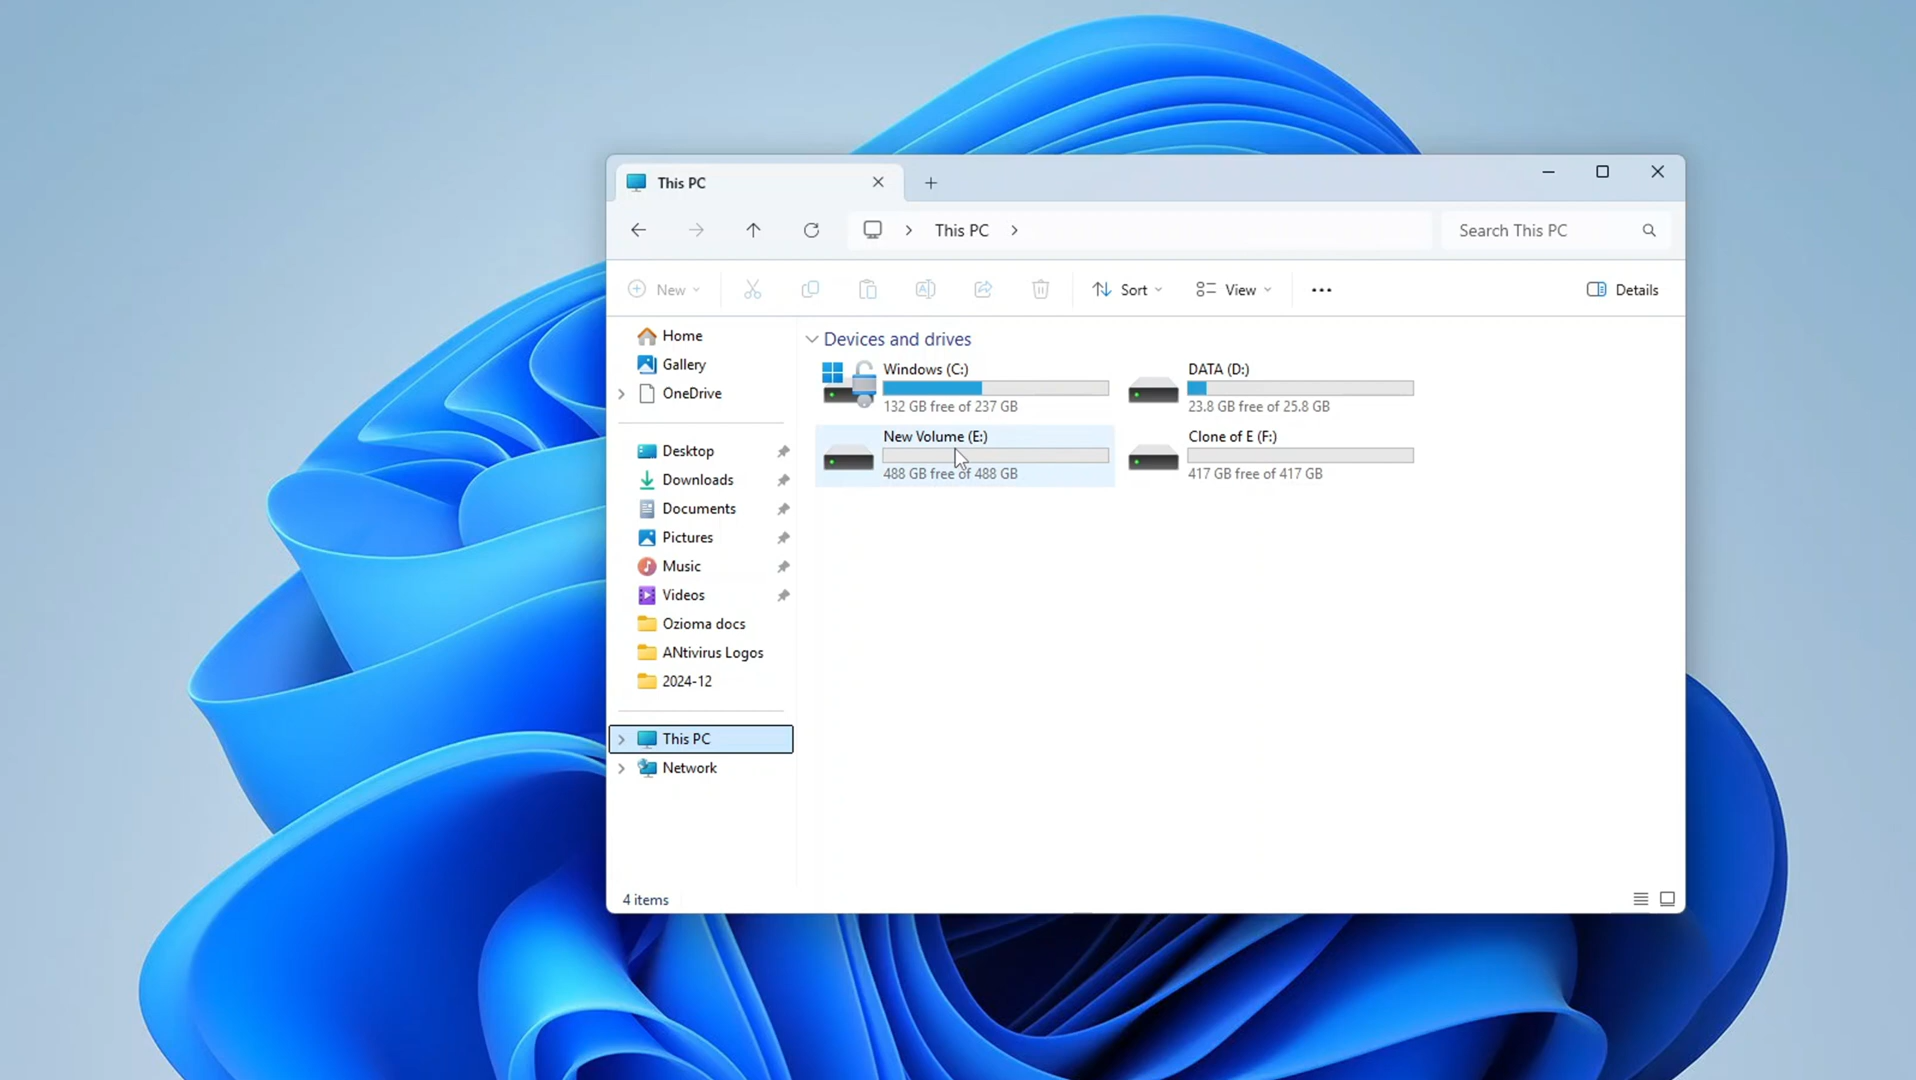 This PC
This PC
Search This PC
New
Sort
View
Details
Home
Gallery
OneDrive
Desktop
Downloads
Documents
Pictures
Music
Videos
Ozioma docs
ANtivirus Logos
2024-12
This PC
Network
Devices and drives
Windows (C:)
132 GB free of 237 GB
DATA (D:)
23.8 GB free of 25.8 GB
New Volume (E:)
488 GB free of 488 GB
Clone of E (F:)
417 GB free of 417 GB
4 items